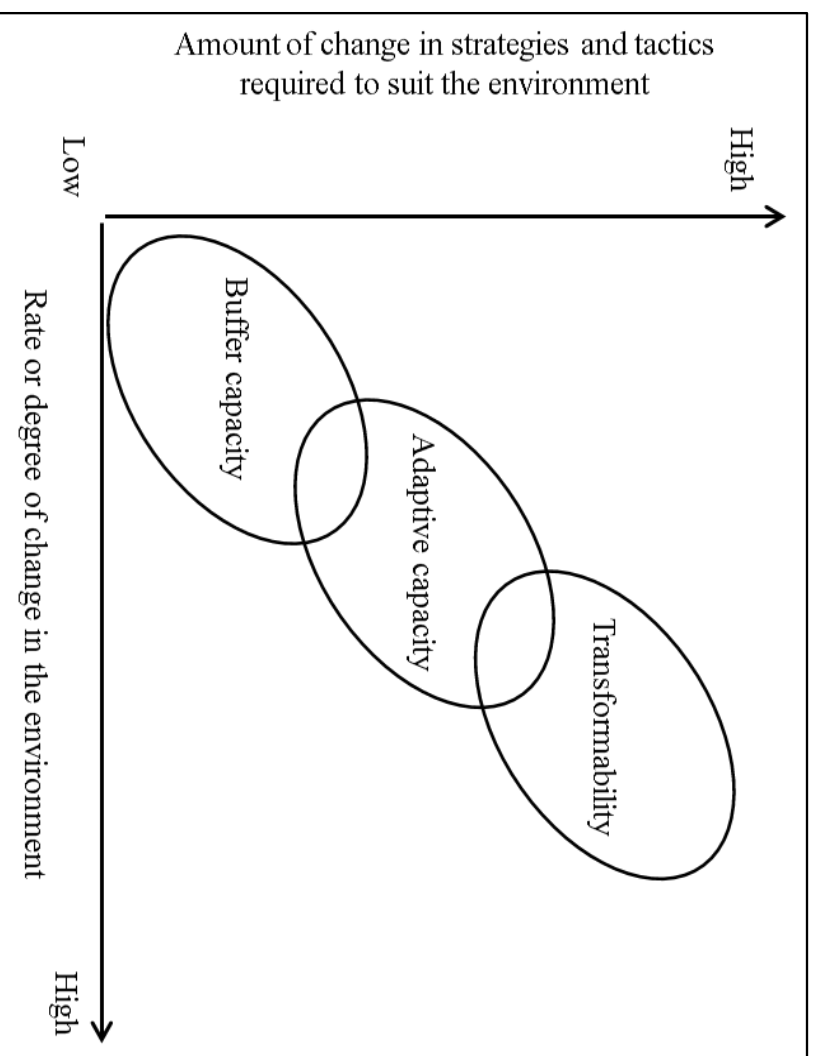 Amount of change in strategies and tactics
required to suit the environment
High
Low
Buffer capacity
Adaptive capacity
Transformability
Rate or degree of change in the environment
High